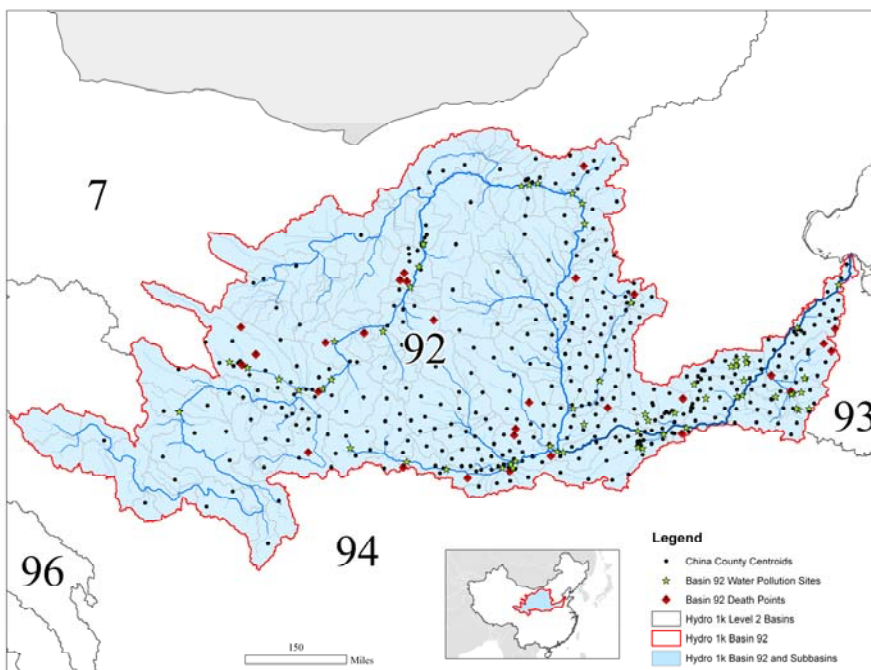 7
92
93
94
96
Legend
China County Centroids
Basin 92 Water Pollution Sites
Basin 92 Death Points
Hydro 1k Level 2 Basins
Hydro 1k Basin 92
Hydro 1k Basin 92 and Subbasins
150
Miles